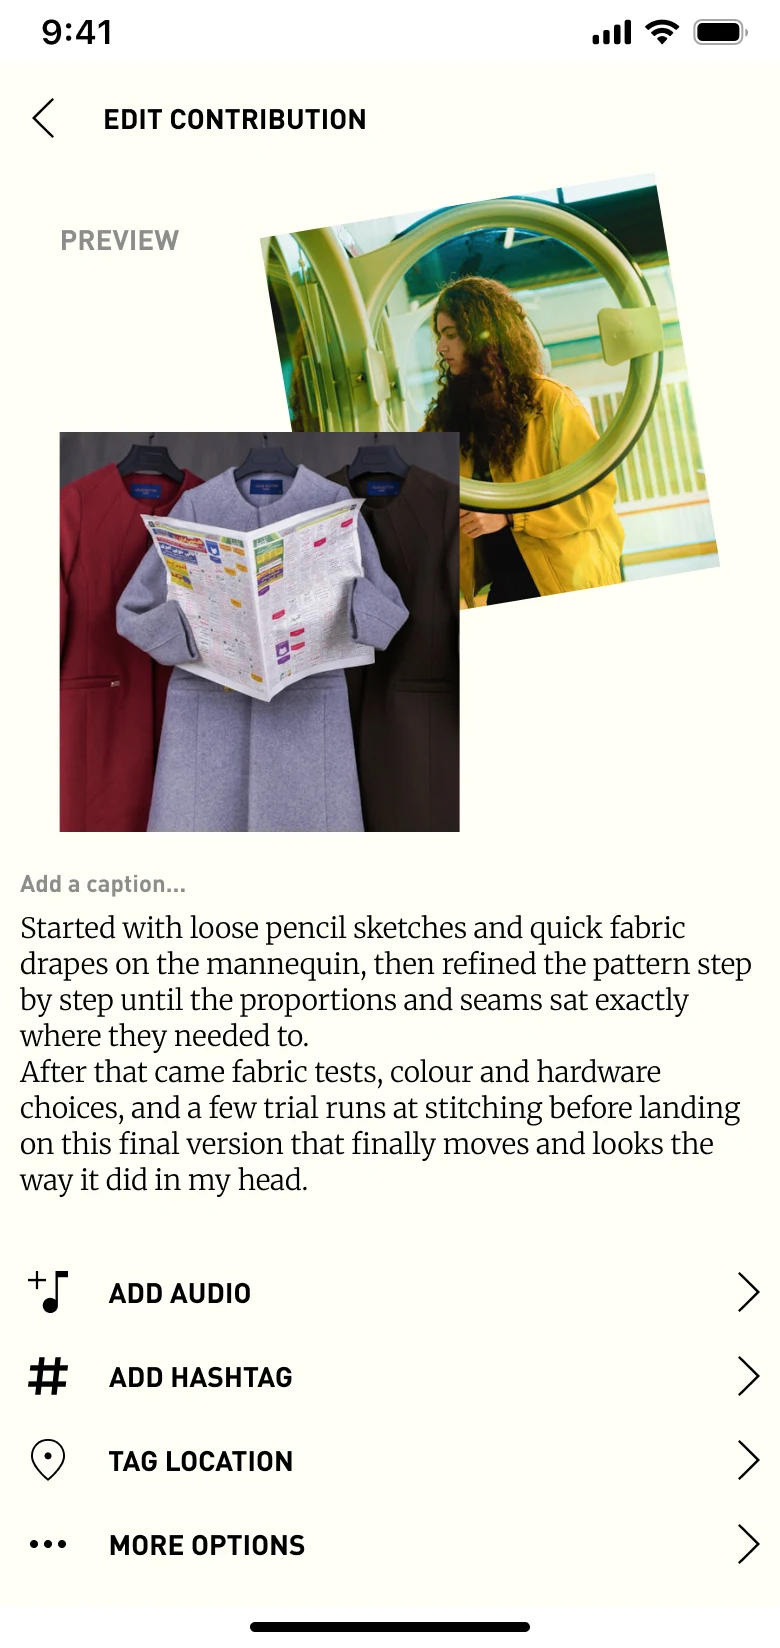 9:41
EDIT CONTRIBUTION
PREVIEW
Add a caption...
Started with loose pencil sketches and quick fabric
drapes on the mannequin, then refined the pattern step
by step until the proportions and seams sat exactly
where they needed to.
After that came fabric tests, colour and hardware
choices, and a few trial runs at stitching before landing
on this final version that finally moves and looks the
way it did in my head.
ADD AUDIO
ADD HASHTAG
TAG LOCATION
MORE OPTIONS